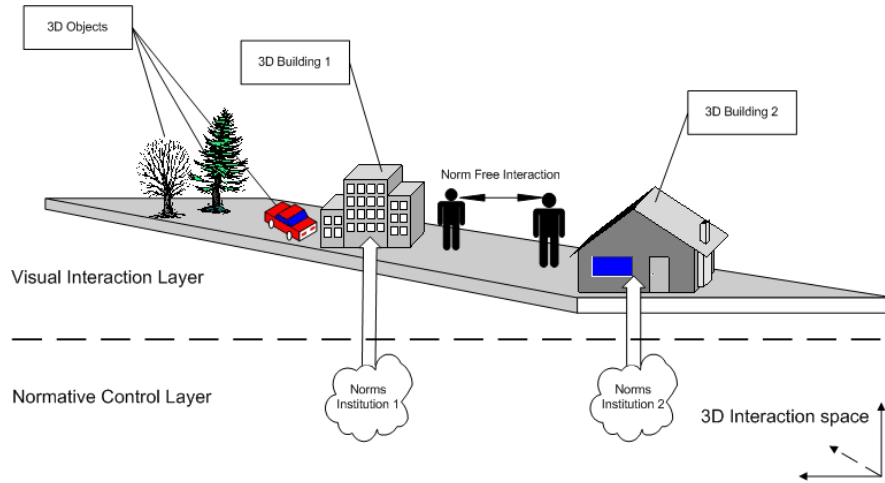 3D Objects
3D Building 1
3D Building 2
Norm Free Interaction
Visual Interaction Layer
Normative Control Layer
Norms
Institution 1
Norms
Institution 2
3D Interaction space